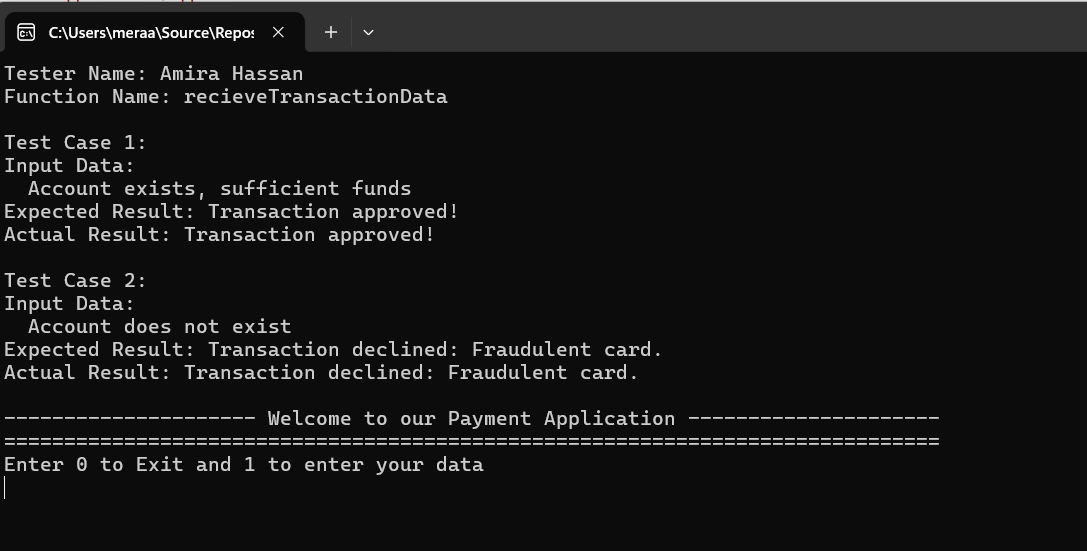 C:\Users\meraa\Source\Repos
Tester Name: Amira Hassan
Function Name: recieveTransactionData
Test Case 1:
Input Data:
  Account exists, sufficient funds
Expected Result: Transaction approved!
Actual Result: Transaction approved!
Test Case 2:
Input Data:
  Account does not exist
Expected Result: Transaction declined: Fraudulent card.
Actual Result: Transaction declined: Fraudulent card.
--------------------- Welcome to our Payment Application ---------------------
==============================================================================
Enter 0 to Exit and 1 to enter your data